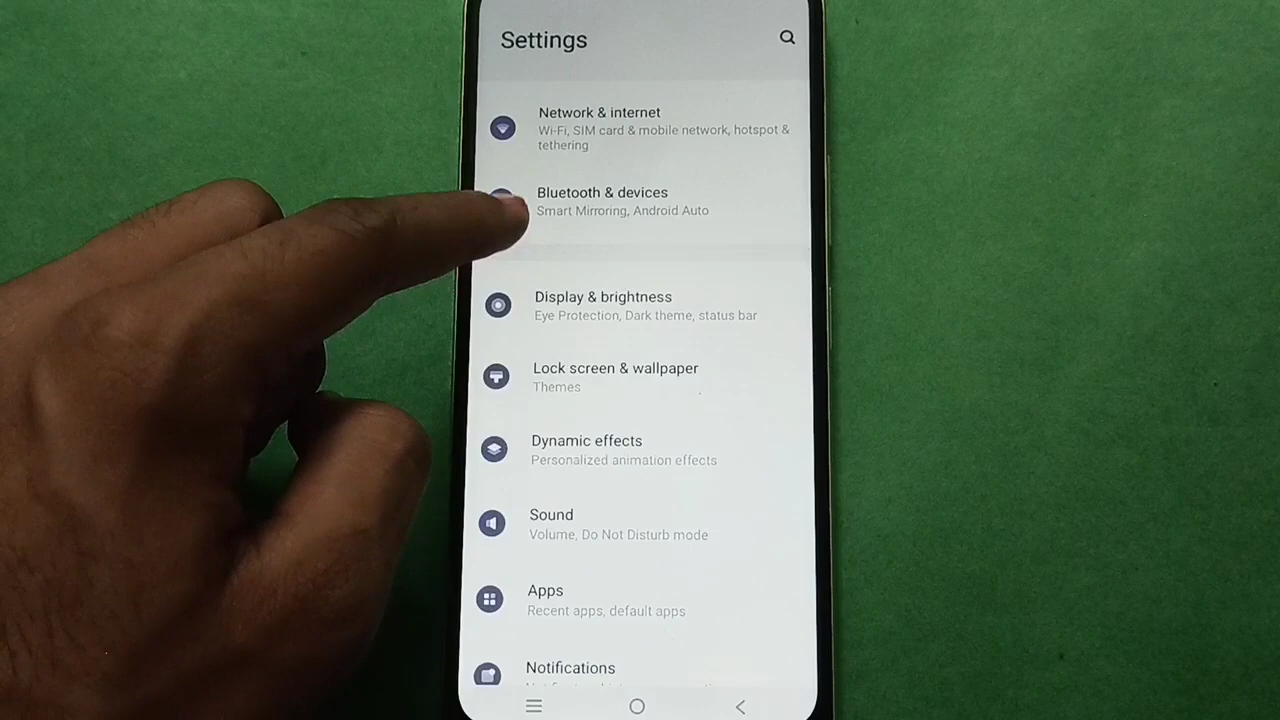 Settings
Network & internet
Wi-Fi, SIM card & mobile network, hotspot &
tethering
Bluetooth & devices
Smart Mirroring, Android Auto
Display & brightness
Eye Protection, Dark theme, status bar
Lock screen & wallpaper
Themes
Dynamic effects
Personalized animation effects
Sound
Volume, Do Not Disturb mode
Apps
Recent apps, default apps
Notifications